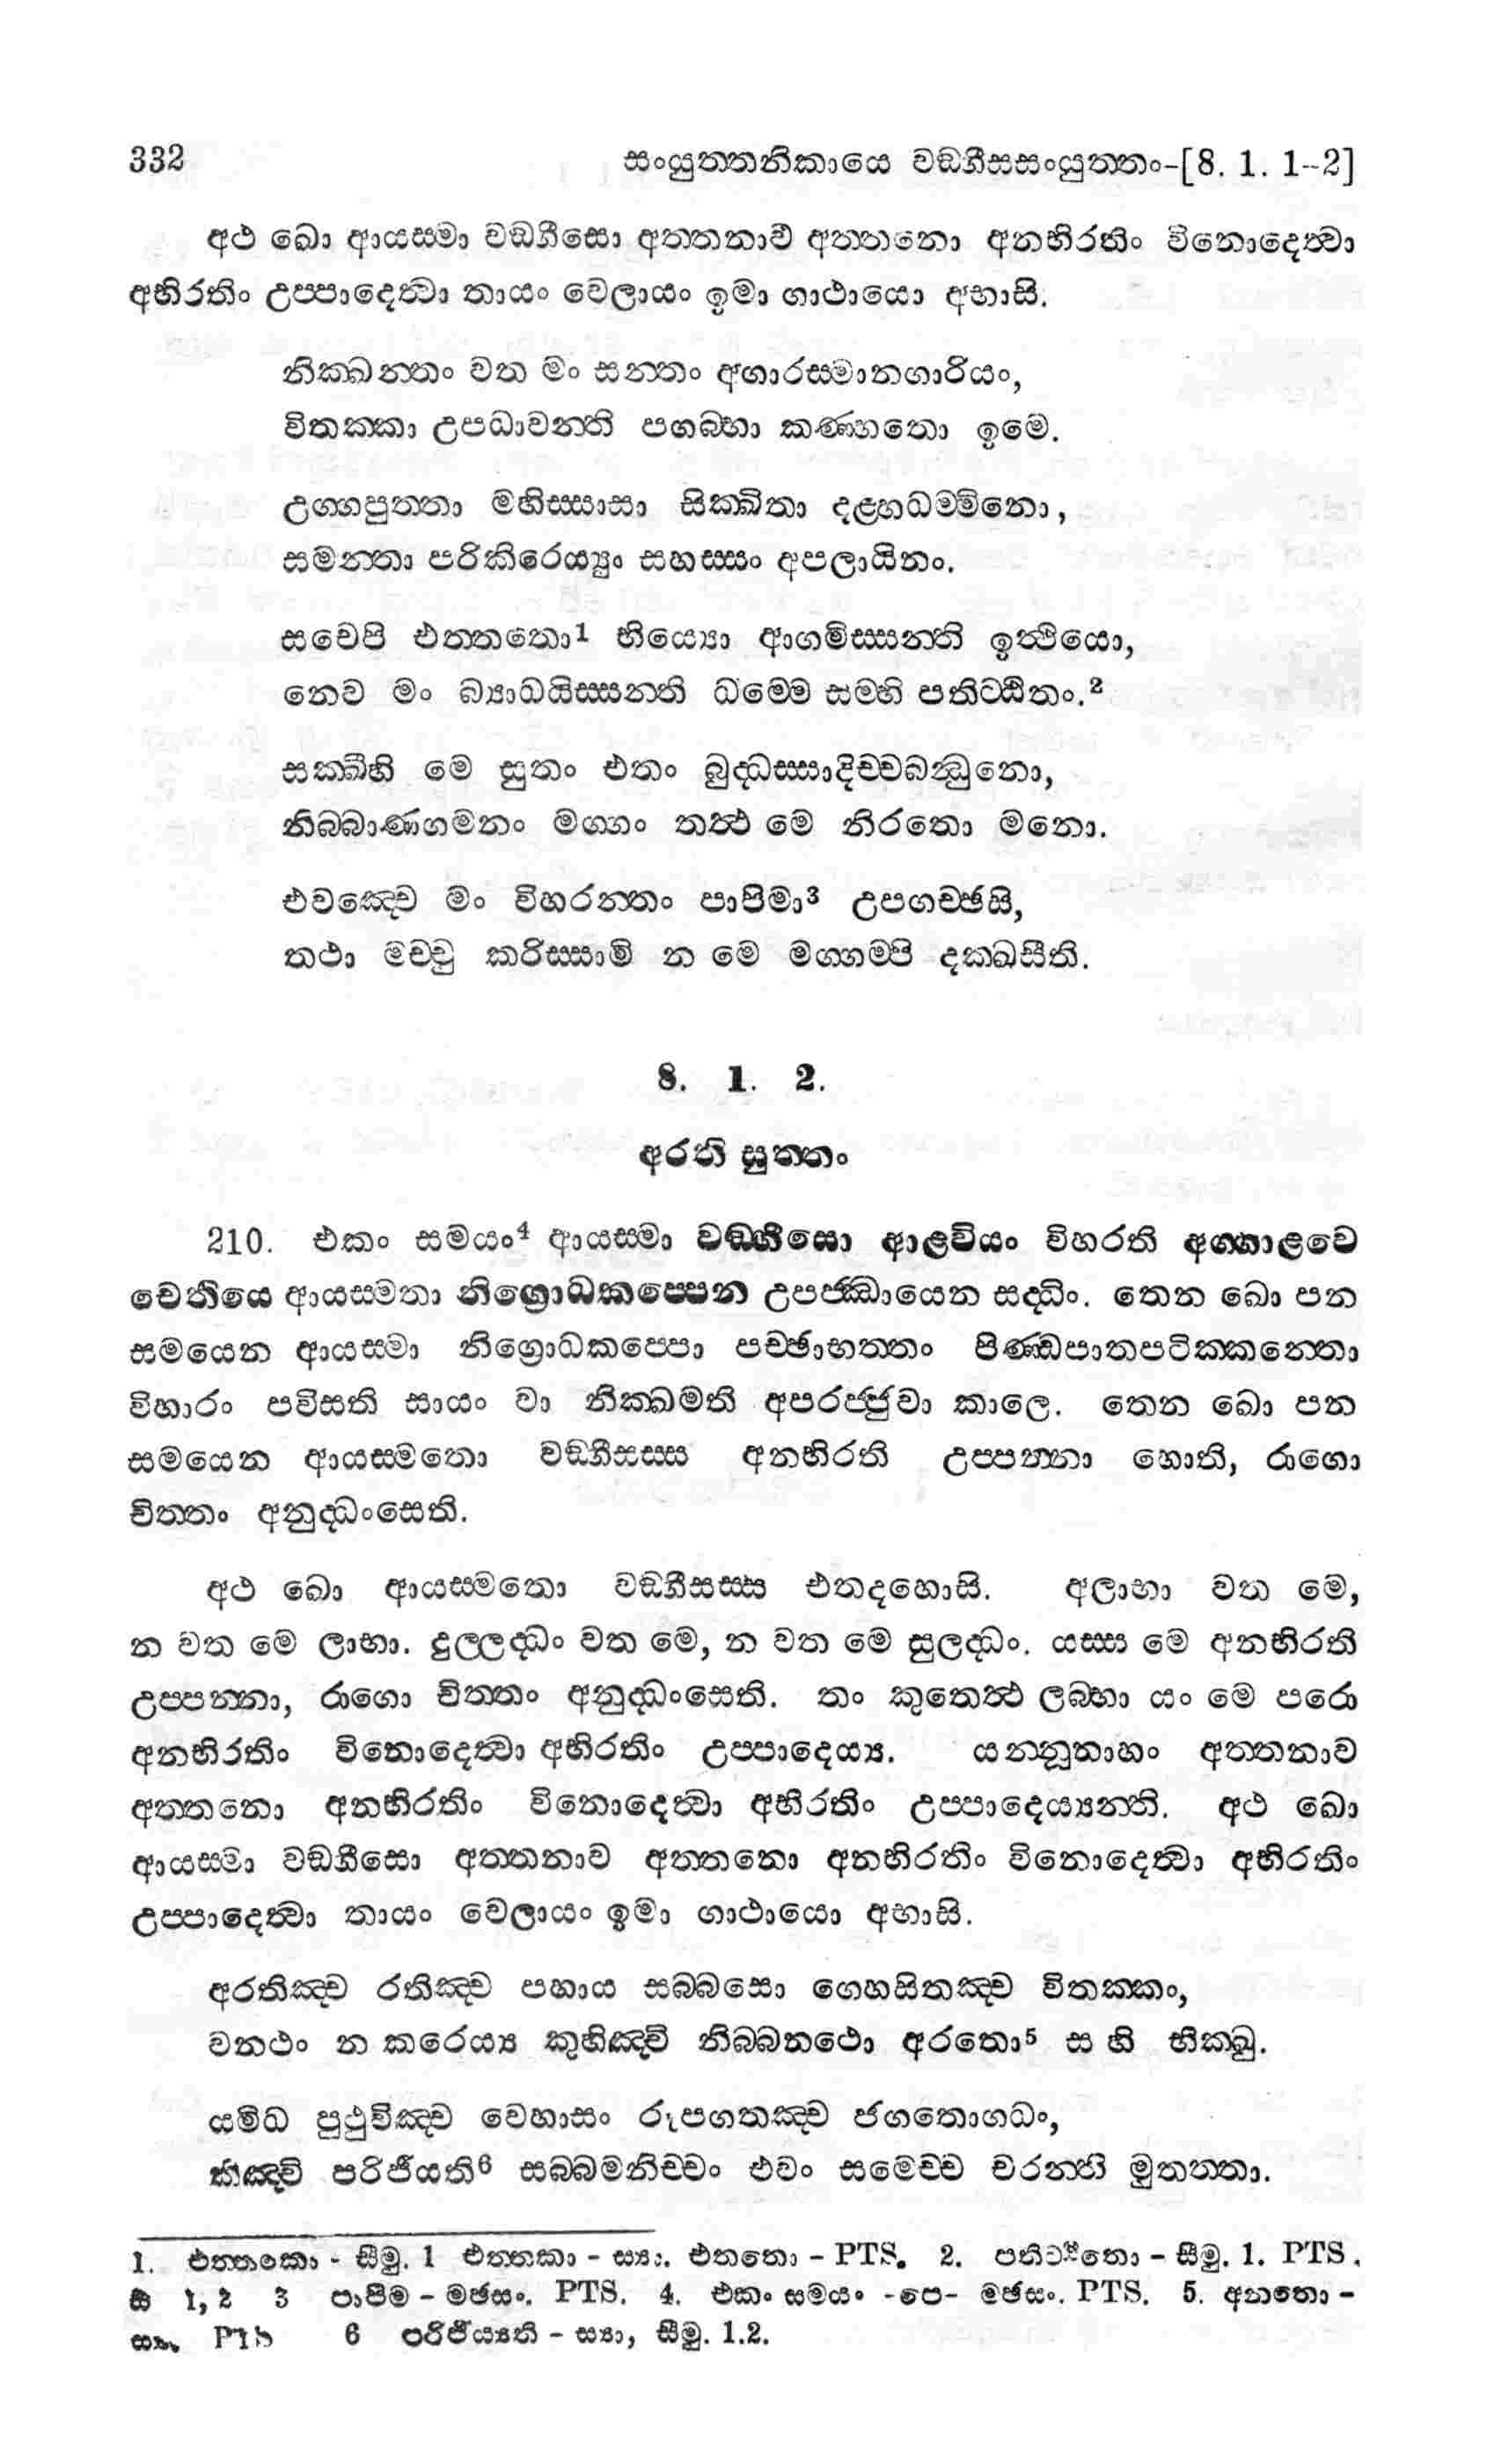 332 සංයුත්තනිකායෙ වඞ්ගීසසංයුත්තං-[8. 1. 1--2]
අථ ඛො ආයස්මා වඞ්ගීසො අත්තනාව අත්තනො අනභිරතිං විනොදෙත්වා
අභිරතිං උප්පාදෙත්වා තායං වෙලායං ඉමා ගාථායො අභාසි.
නික්ඛන්තං වත මං සන්තං අගාරස්මානගාරියං,
විතක්කා උපධාවන්ති පගබ්භා කණ්හතො ඉමෙ.
උග්ගපුත්තා මහිස්සාසා සික්ඛිතා දළ්හධම්මිනො,
සමන්තා පරිකිරෙය්‍යුං සහස්සං අපලායිනං.
සචෙපි එත්තතො1 භිය්‍යො ආගමිස්සන්ති ඉත්ථියො,
නෙව මං බ්‍යාධයිස්සන්ති ධම්මෙ සම්හි පතිට්ඨිතං.2
සක්ඛීහි මෙ සුතං එතං බුද්ධස්සාදිච්චබන්ධුනො,
නිබ්බාණගමනං මග්ගං තත්ථ මෙ නිරතො මනො.
එවඤ්චෙ මං විහරන්තං පාපිමා3 උපගච්ඡසි,
තථා මච්චු කරිස්සාමි න මෙ මග්ගම්පි දක්ඛසීති.
8. 1. 2.
අරති සුත්තං
210. එකං සමයං4 ආයස්මා වඞ්ගීසො ආළවියං විහරති අග්ගාළවෙ
චෙතියෙ ආයස්මතා නිග්‍රොධකප්පෙන උපජ්ඣායෙන සද්ධිං. තෙන ඛො පන
සමයෙන ආයස්මා නිග්‍රොධකප්පො පච්ඡාභත්තං පිණ්ඩපාතපටික්කන්තො
විහාරං පවිසති සායං වා නික්ඛමති අපරජ්ජුවා කාලෙ. තෙන ඛො පන
සමයෙන ආයස්මතො වඞ්ගීසස්ස අනභිරති උප්පන්නා හොති, රාගො
චිත්තං අනුද්ධංසෙති.
අථ ඛො ආයස්මතො වඞ්ගීසස්ස එතදහොසි. අලාභා වත මෙ,
න වත මෙ ලාභා. දුල්ලද්ධං වත මෙ, න වත මෙ සුලද්ධං. යස්ස මෙ අනභිරති
උප්පන්නා, රාගො චිත්තං අනුද්ධංසෙති. තං කුතෙත්ථ ලබ්භා යං මෙ පරො
අනභිරතිං විනොදෙත්වා අභිරතිං උප්පාදෙය්‍ය. යන්නූනාහං අත්තනාව
අත්තනො අනභිරතිං විනොදෙත්වා අභිරතිං උප්පාදෙය්‍යන්ති. අථ ඛො
ආයස්මා වඞ්ගීසො අත්තනාව අත්තනො අනභිරතිං විනොදෙත්වා අභිරතිං
උප්පාදෙත්වා තායං වෙලායං ඉමා ගාථායො අභාසි.
අරතිඤ්ච රතිඤ්ච පහාය සබ්බසො ගෙහසිතඤ්ච විතක්කං,
වනථං න කරෙය්‍ය කුහිඤ්චි නිබ්බනථො අරතො5 ස හි භික්ඛු.
යමිධ පුථුවිඤ්ච වෙහාසං රූපගතඤ්ච ජගතොගධං,
කිඤ්චි පරිජීයති6 සබ්බමනිච්චං එවං සමෙච්ච චරන්ති මුතත්තා.
1. එත්තකො - සීමු. 1 එත්තකා - ස්‍යා. එතතො - PTS. 2. පතිට්ඨිතො - සීමු. 1. PTS.
සී 1, 2 3 පාපිම - මඡසං. PTS. 4. එකං සමයං -පෙ- මඡසං. PTS. 5. අනතො -
ස්‍යා, PTS 6 පරිජීය්‍යති - ස්‍යා, සීමු. 1.2.